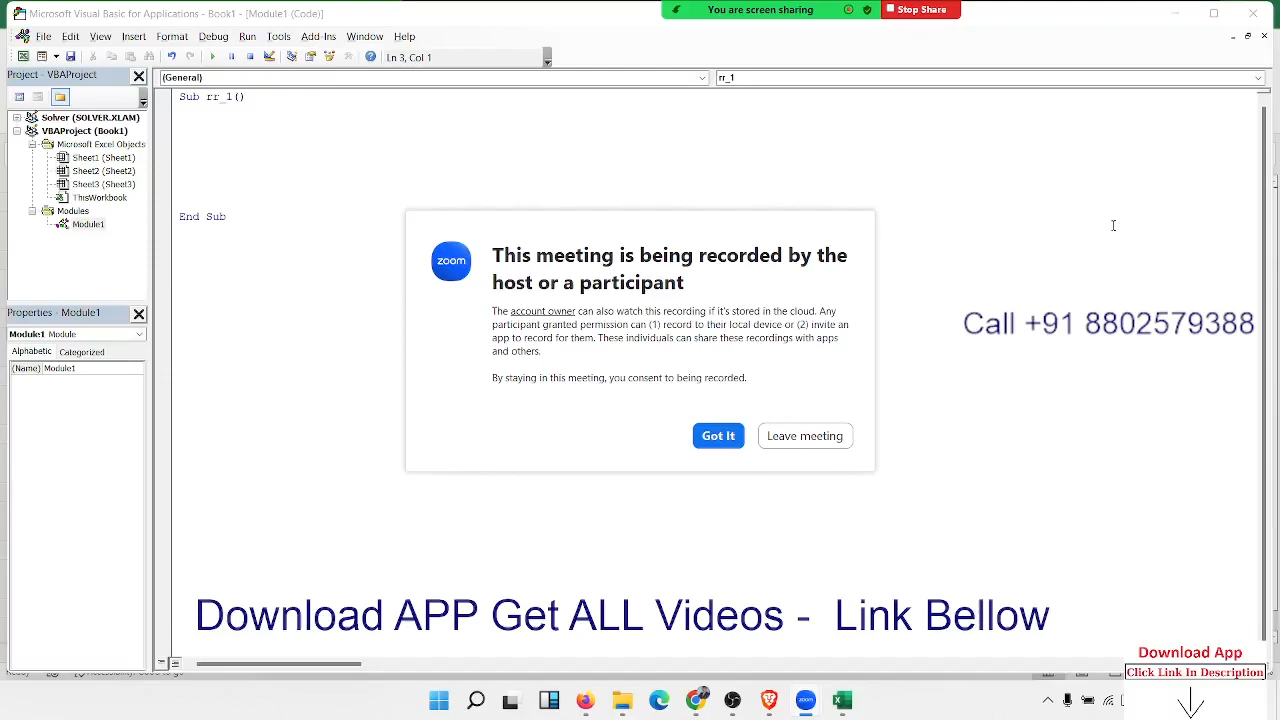 Microsoft Visual Basic for Applications - Book1 - [Module1 (Code)]
You are screen sharing
Stop Share
File Edit View Insert Format Debug Run Tools Add-Ins Window Help
Ln 3, Col 1
Project - VBAProject
(General)
rr_1
Sub rr_1()
Solver (SOLVER.XLAM)
VBAProject (Book1)
Microsoft Excel Objects
Sheet1 (Sheet1)
Sheet2 (Sheet2)
Sheet3 (Sheet3)
ThisWorkbook
Modules
Module1
End Sub
zoom
This meeting is being recorded by the
host or a participant
The account owner can also watch this recording if it's stored in the cloud. Any
participant granted permission can (1) record to their local device or (2) invite an
app to record for them. These individuals can share these recordings with apps
and others.
By staying in this meeting, you consent to being recorded.
Got It
Leave meeting
Call +91 8802579388
Properties - Module1
Module1 Module
Alphabetic Categorized
(Name) Module1
Download APP Get ALL Videos - Link Bellow
Download App
Click Link In Description
zoom